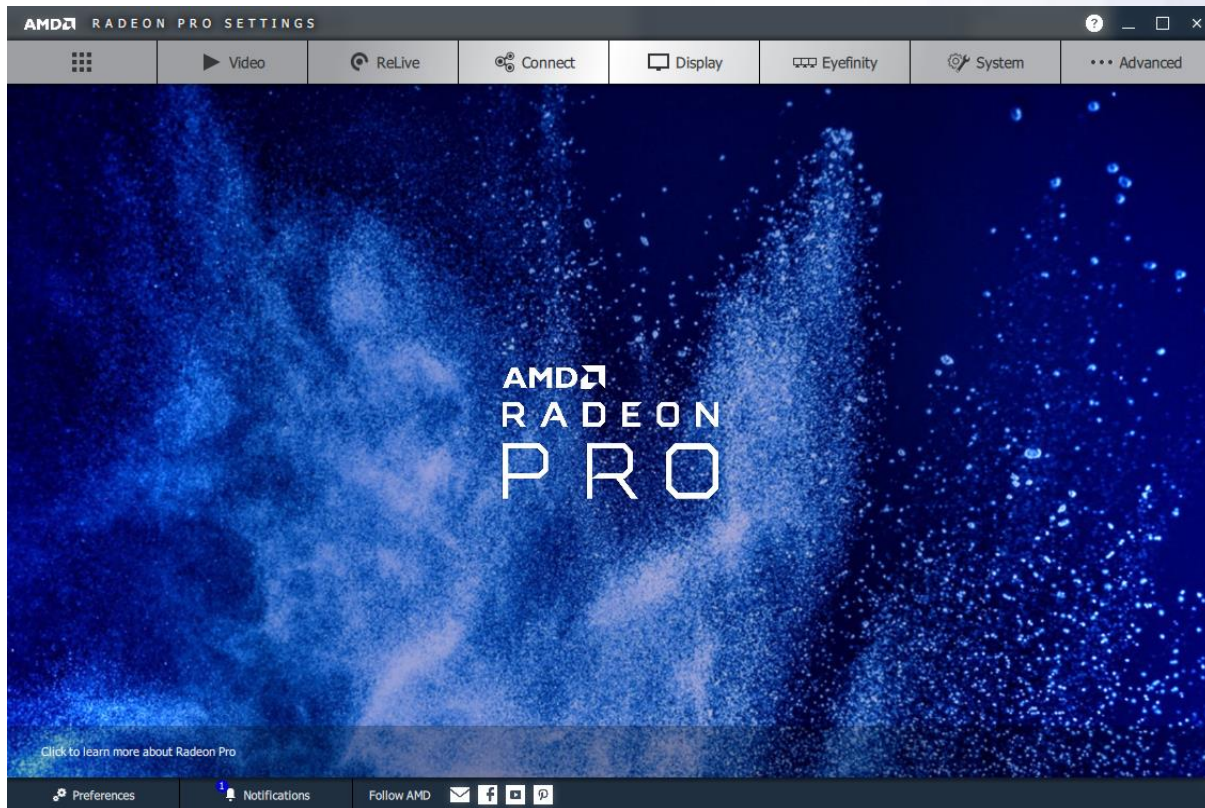 AMD RADEON PRO SETTINGS
Video
ReLive
Connect
Display
Eyefinity
System
Advanced
AMD
RADEON
PRO
Click to learn more about Radeon Pro
Preferences
1
Notifications
Follow AMD